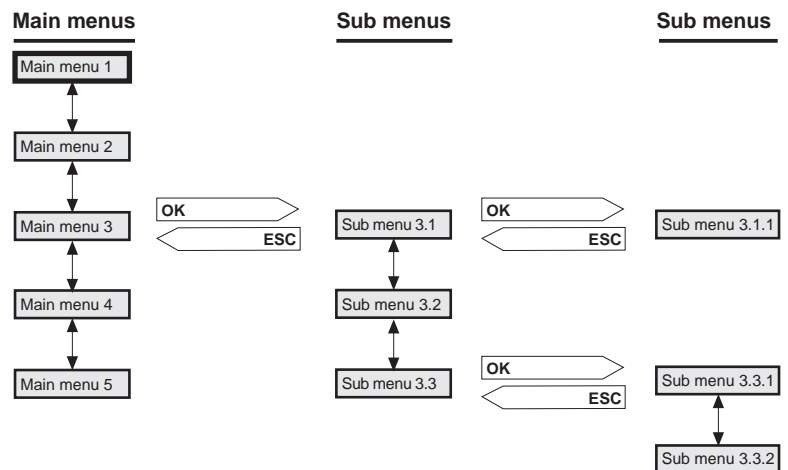 Main menus Sub menus Sub menus
Main menu 1
Main menu 2
Main menu 3 OK ESC Sub menu 3.1 OK ESC Sub menu 3.1.1
Main menu 4 Sub menu 3.2
Main menu 5 Sub menu 3.3 OK ESC Sub menu 3.3.1
Sub menu 3.3.2